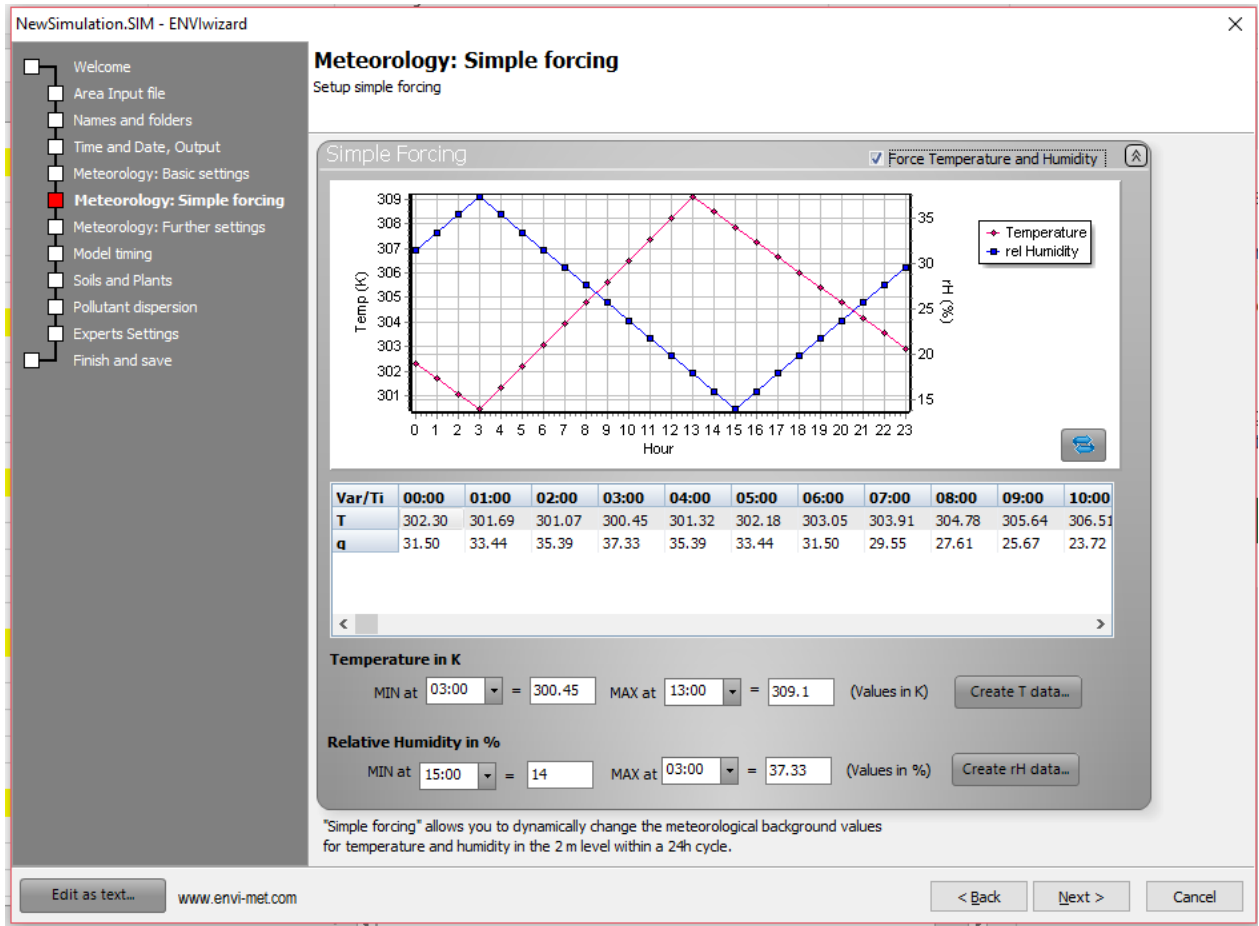 NewSimulation.SIM - ENVIwizard
Welcome
Area Input file
Names and folders
Time and Date, Output
Meteorology: Basic settings
Meteorology: Simple forcing
Meteorology: Further settings
Model timing
Soils and Plants
Pollutant dispersion
Experts Settings
Finish and save
Meteorology: Simple forcing
Setup simple forcing
Simple Forcing
Force Temperature and Humidity
309
308
307
306
305
304
303
302
301
Temp (K)
35
30
25
20
15
rH (%)
Temperature
rel Humidity
0 1 2 3 4 5 6 7 8 9 10 11 12 13 14 15 16 17 18 19 20 21 22 23
Hour
Var/Ti 00:00 01:00 02:00 03:00 04:00 05:00 06:00 07:00 08:00 09:00 10:00
T 302.30 301.69 301.07 300.45 301.32 302.18 303.05 303.91 304.78 305.64 306.51
q 31.50 33.44 35.39 37.33 35.39 33.44 31.50 29.55 27.61 25.67 23.72
Temperature in K
MIN at 03:00 = 300.45 MAX at 13:00 = 309.1 (Values in K) Create T data...
Relative Humidity in %
MIN at 15:00 = 14 MAX at 03:00 = 37.33 (Values in %) Create rH data...
"Simple forcing" allows you to dynamically change the meteorological background values
for temperature and humidity in the 2 m level within a 24h cycle.
Edit as text... www.envi-met.com < Back Next > Cancel